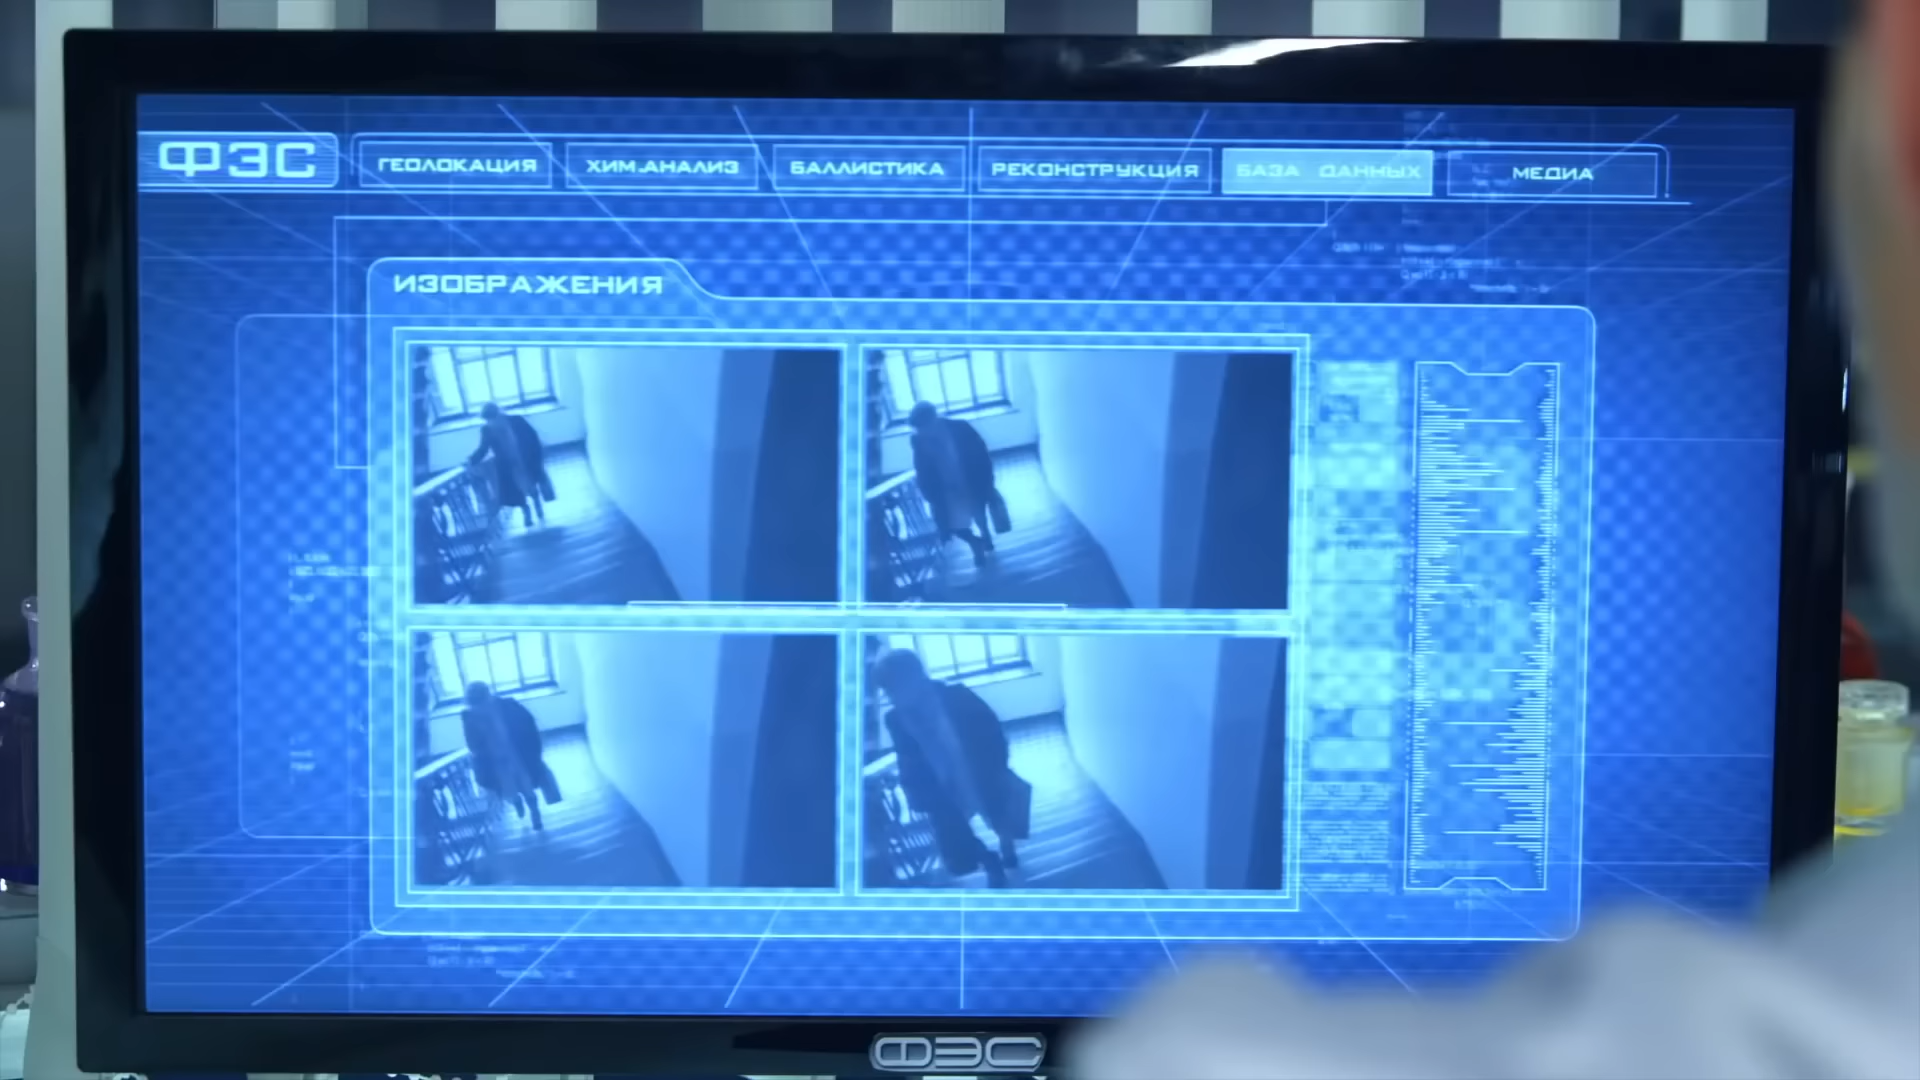 ФЭС
ГЕОЛОКАЦИЯ
ХИМ.АНАЛИЗ
БАЛЛИСТИКА
РЕКОНСТРУКЦИЯ
БАЗА ДАННЫХ
МЕДИА
ИЗОБРАЖЕНИЯ
ФЭС